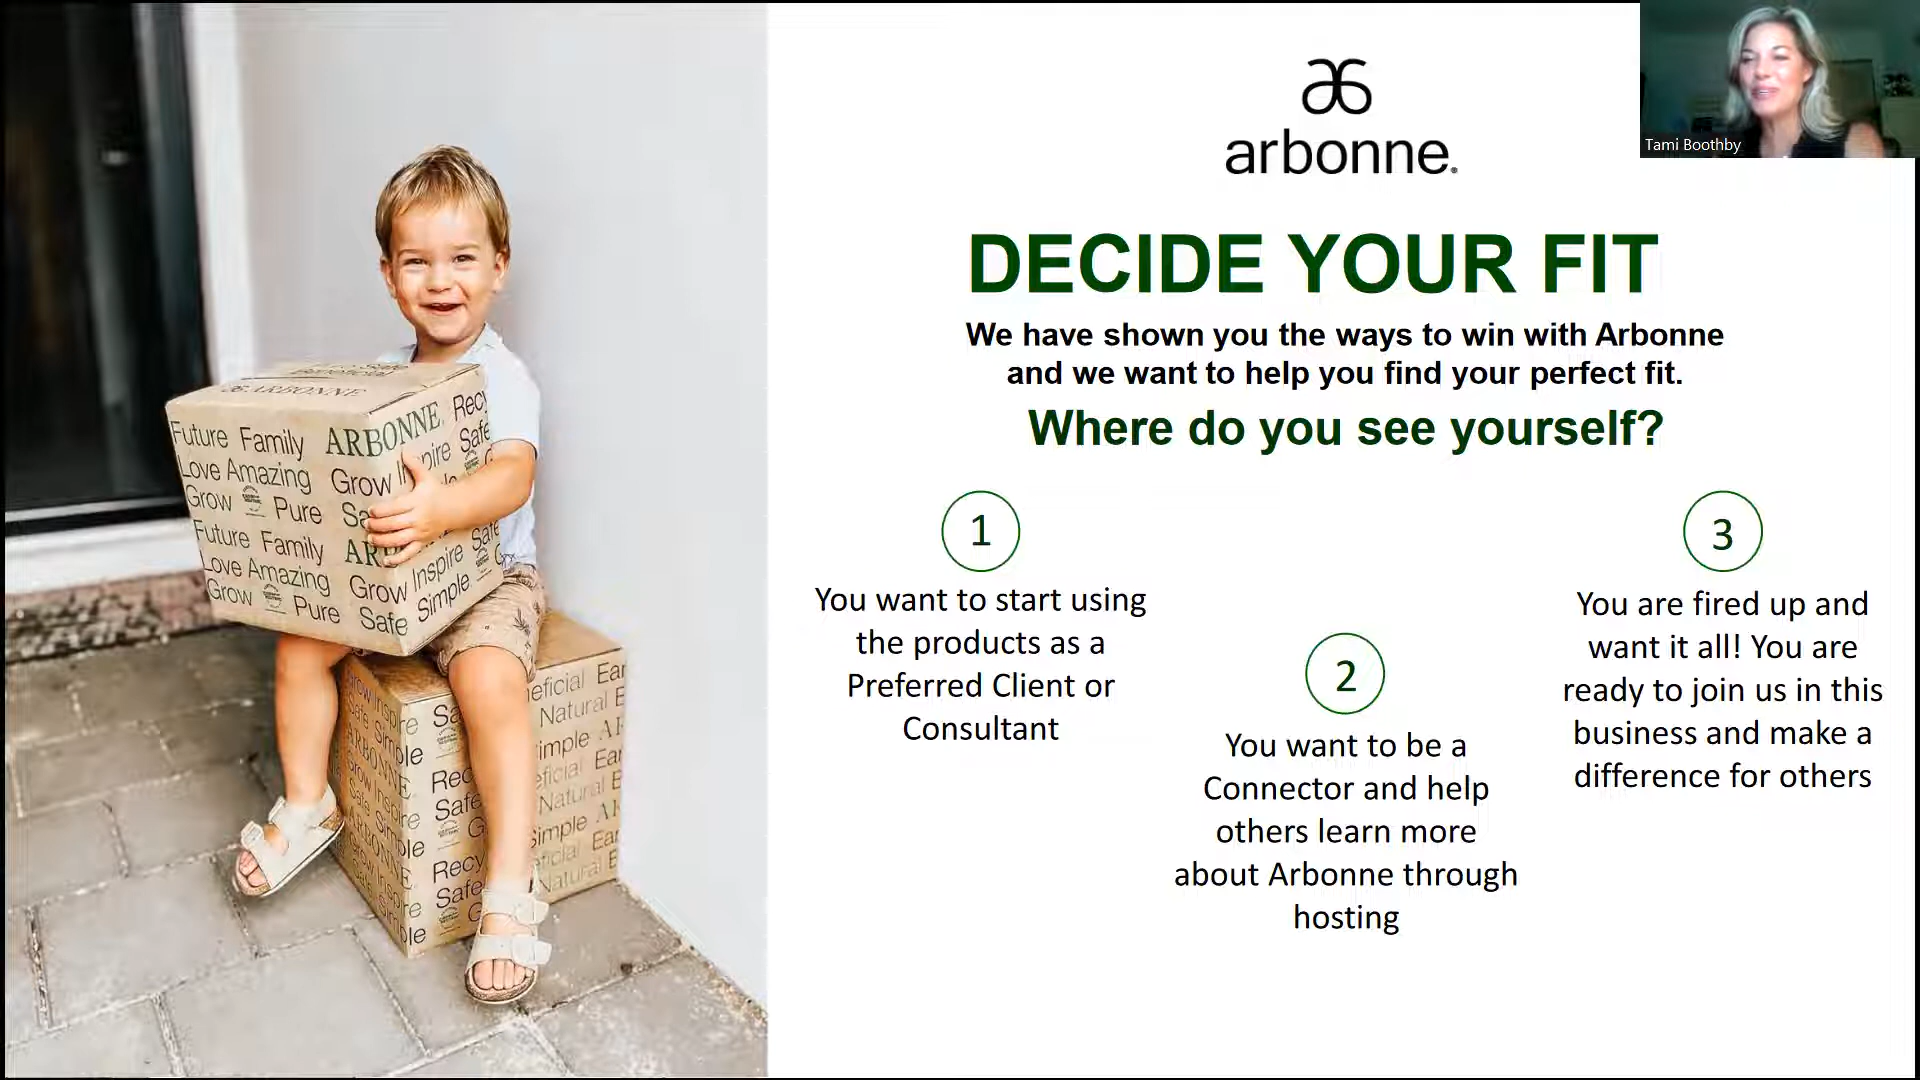 arbonne.
Tami Boothby
DECIDE YOUR FIT
We have shown you the ways to win with Arbonne
and we want to help you find your perfect fit.
Where do you see yourself?
1
You want to start using
the products as a
Preferred Client or
Consultant
2
You want to be a
Connector and help
others learn more
about Arbonne through
hosting
3
You are fired up and
want it all! You are
ready to join us in this
business and make a
difference for others
ARBONNE
Future Family ARBONNE
Love Amazing Grow
Grow Pure
Future Family
Love Amazing Grow Inspire Safe
Grow Pure Safe Simple